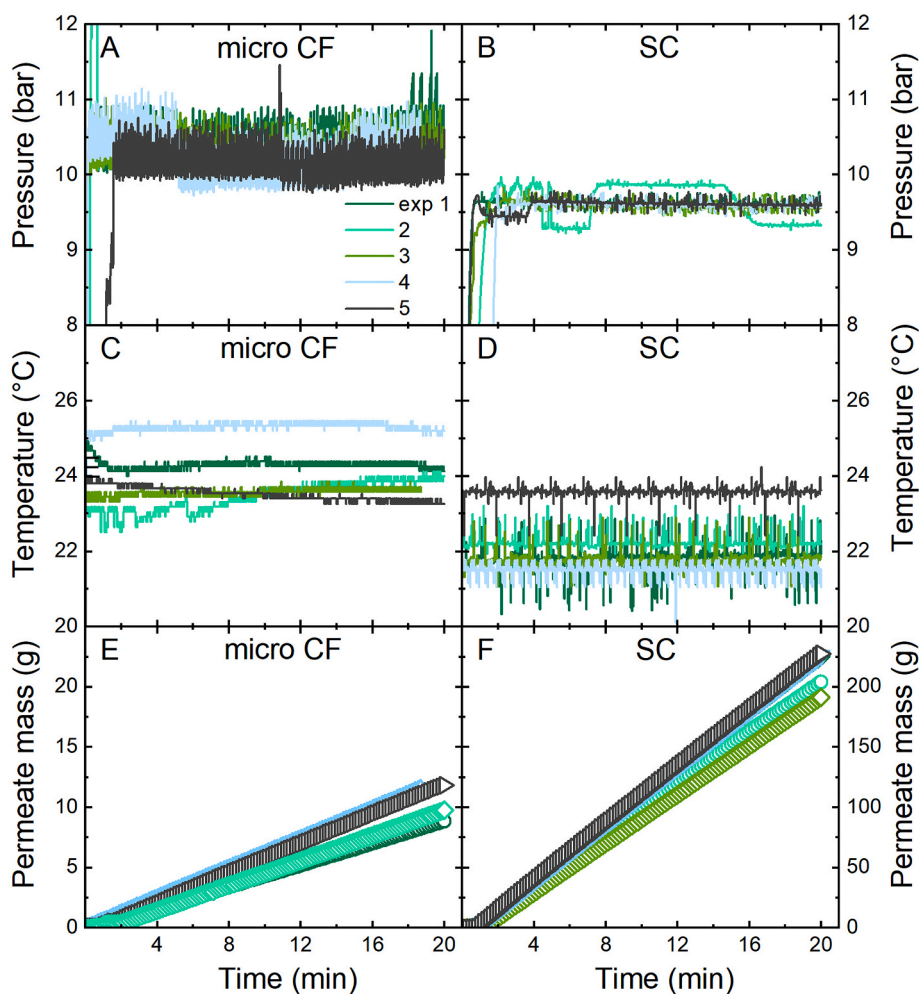 A micro CF
B SC
Pressure (bar)
12
11
10
9
8
exp 1
2
3
4
5
12
11
10
9
8
Pressure (bar)
C micro CF
D SC
Temperature (°C)
26
24
22
20
26
24
22
20
Temperature (°C)
E micro CF
F SC
Permeate mass (g)
20
15
10
5
0
200
150
100
50
0
Permeate mass (g)
4 8 12 16 20
4 8 12 16 20
Time (min)
Time (min)